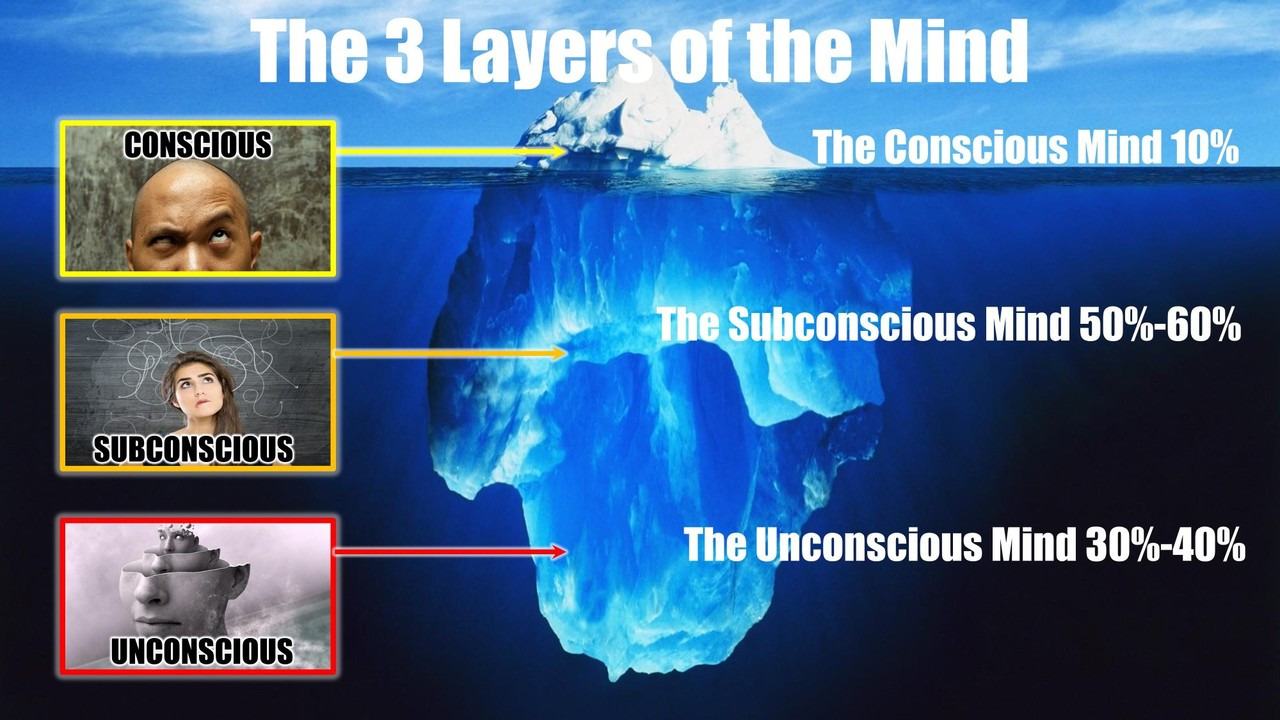 The 3 Layers of the Mind
CONSCIOUS
The Conscious Mind 10%
The Subconscious Mind 50%-60%
SUBCONSCIOUS
The Unconscious Mind 30%-40%
UNCONSCIOUS